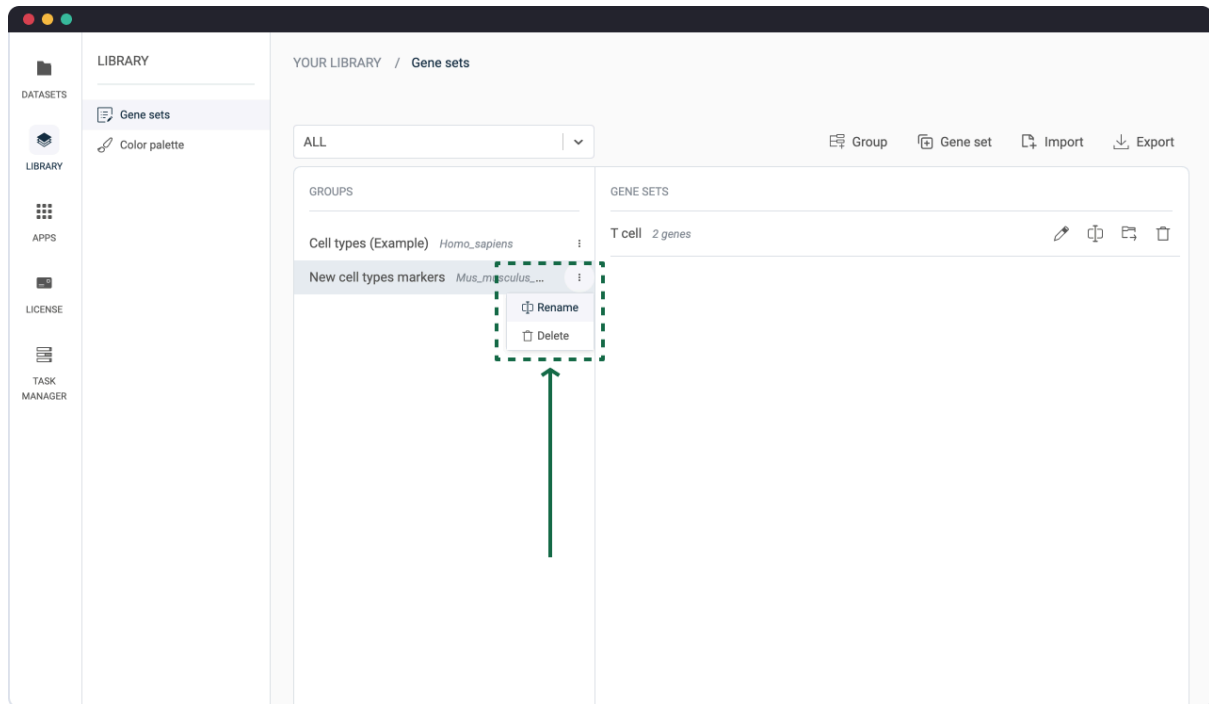 DATASETS
LIBRARY
APPS
LICENSE
TASK
MANAGER
LIBRARY
Gene sets
Color palette
YOUR LIBRARY / Gene sets
ALL
Group
Gene set
Import
Export
GROUPS
Cell types (Example) Homo_sapiens
New cell types markers Mus_musculus_...
Rename
Delete
GENE SETS
T cell 2 genes